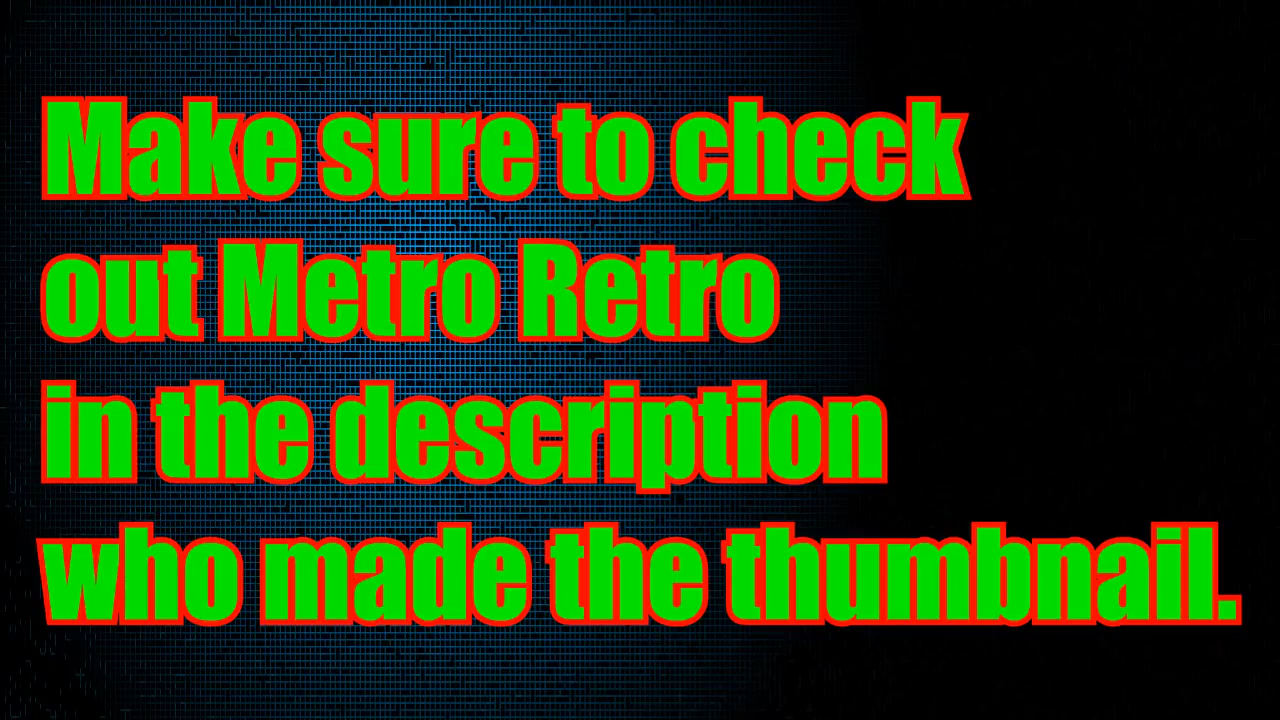 Make sure to check
out Metro Retro
in the description
who made the thumbnail.